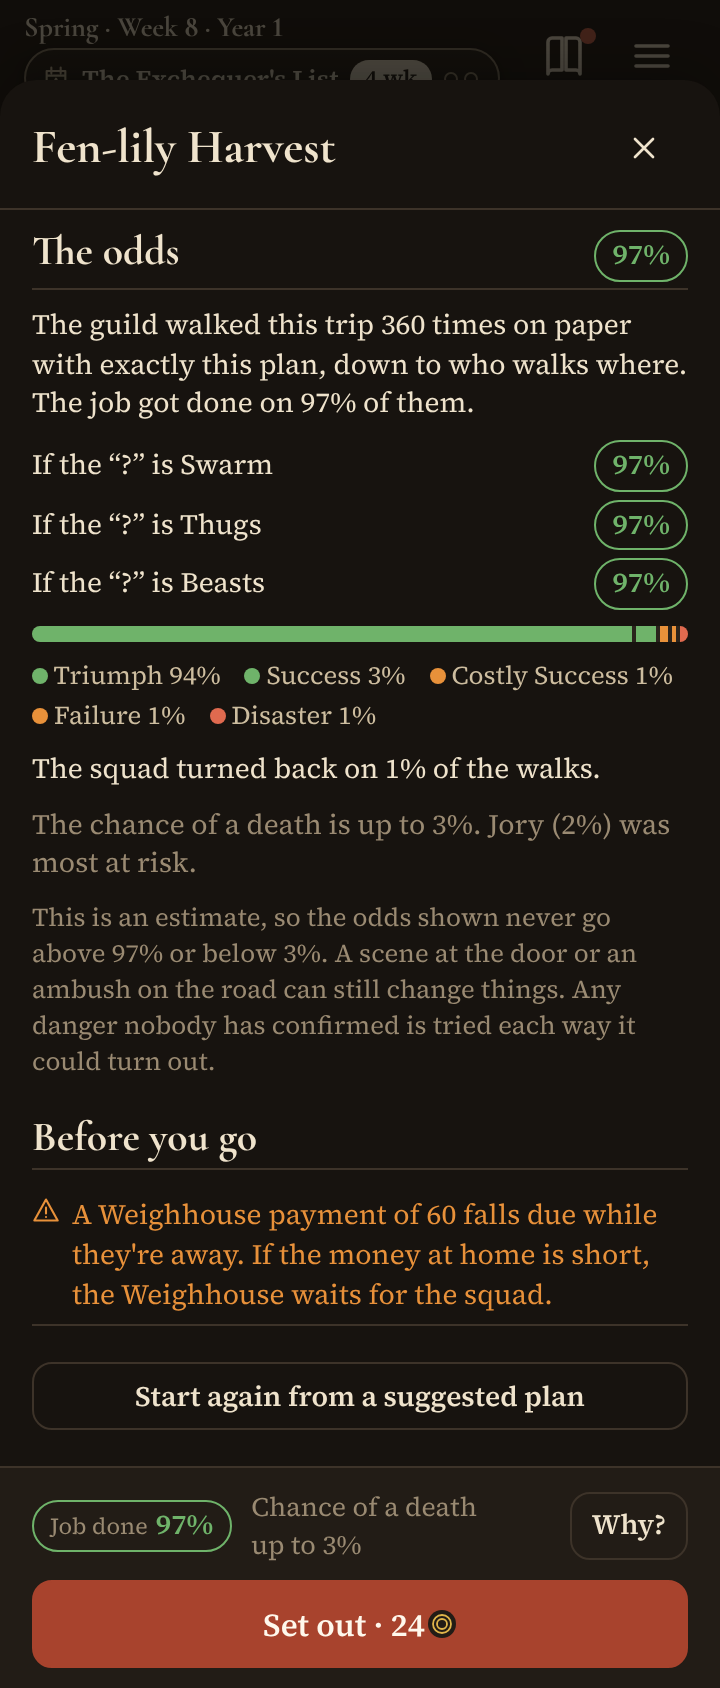 Spring · Week 8 · Year 1
The Exchequer's List 4 wk
Fen-lily Harvest
The odds 97%
The guild walked this trip 360 times on paper
with exactly this plan, down to who walks where.
The job got done on 97% of them.
If the “?” is Swarm 97%
If the “?” is Thugs 97%
If the “?” is Beasts 97%
Triumph 94% Success 3% Costly Success 1%
Failure 1% Disaster 1%
The squad turned back on 1% of the walks.
The chance of a death is up to 3%. Jory (2%) was
most at risk.
This is an estimate, so the odds shown never go
above 97% or below 3%. A scene at the door or an
ambush on the road can still change things. Any
danger nobody has confirmed is tried each way it
could turn out.
Before you go
A Weighhouse payment of 60 falls due while
they're away. If the money at home is short,
the Weighhouse waits for the squad.
Start again from a suggested plan
Job done 97%
Chance of a death
up to 3%
Why?
Set out · 24